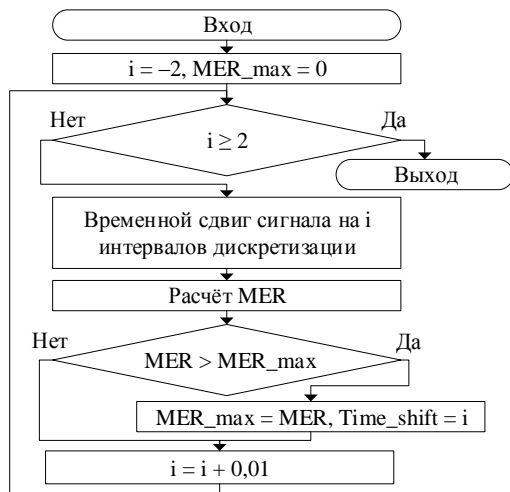 Вход
i = –2, MER_max = 0
Нет
Да
i ≥ 2
Выход
Временной сдвиг сигнала на i
интервалов дискретизации
Расчёт MER
Нет
Да
MER > MER_max
MER_max = MER, Time_shift = i
i = i + 0,01